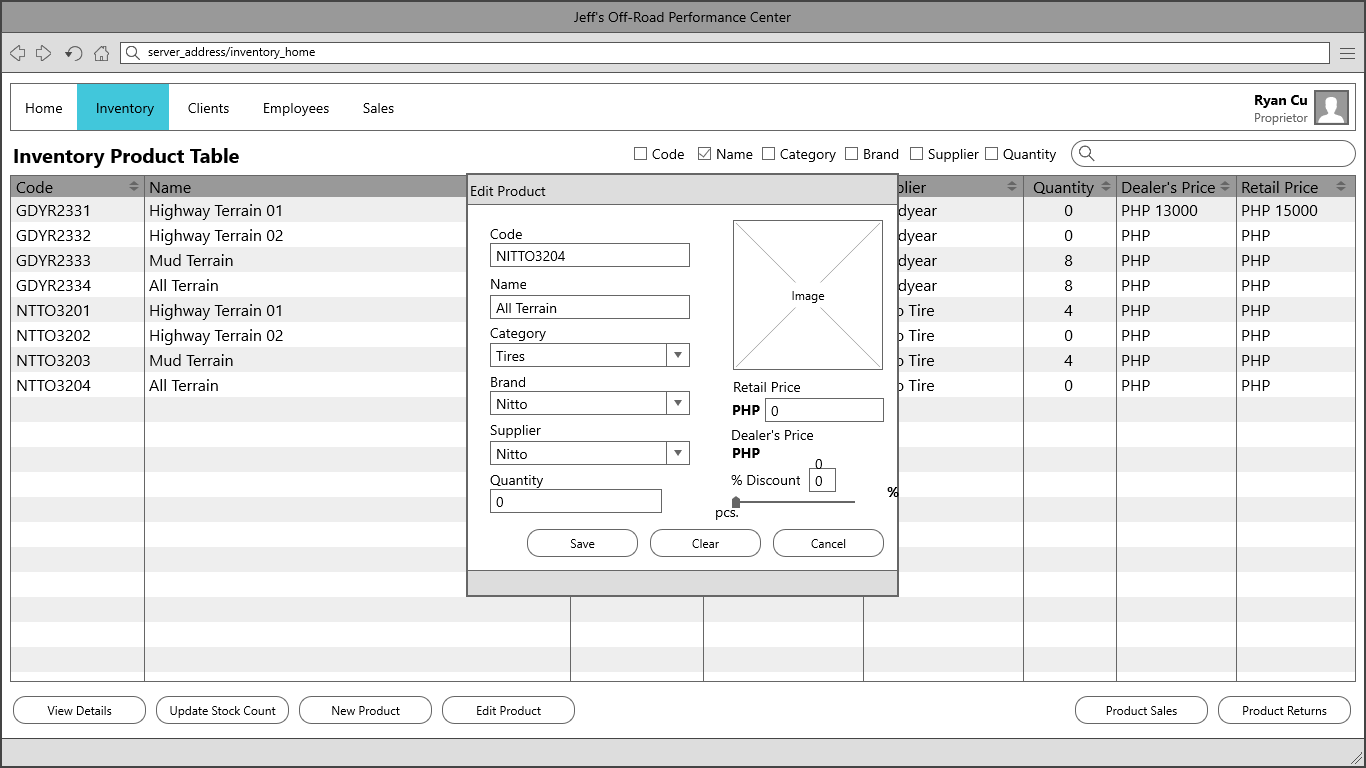 Jeff's Off-Road Performance Center
server_address/inventory_home
Home Inventory Clients Employees Sales
Ryan Cu
Proprietor
Inventory Product Table
Code Name Category Brand Supplier Quantity
Code Name plier Quantity Dealer's Price Retail Price
GDYR2331 Highway Terrain 01 dyear 0 PHP 13000 PHP 15000
GDYR2332 Highway Terrain 02 dyear 0 PHP PHP
GDYR2333 Mud Terrain dyear 8 PHP PHP
GDYR2334 All Terrain dyear 8 PHP PHP
NTTO3201 Highway Terrain 01 o Tire 4 PHP PHP
NTTO3202 Highway Terrain 02 o Tire 0 PHP PHP
NTTO3203 Mud Terrain o Tire 4 PHP PHP
NTTO3204 All Terrain o Tire 0 PHP PHP
Edit Product
Code
NITTO3204
Name
All Terrain
Category
Tires
Brand
Nitto
Supplier
Nitto
Quantity
0
pcs.
Image
Retail Price
PHP 0
Dealer's Price
PHP
0
% Discount 0
%
Save Clear Cancel
View Details Update Stock Count New Product Edit Product Product Sales Product Returns